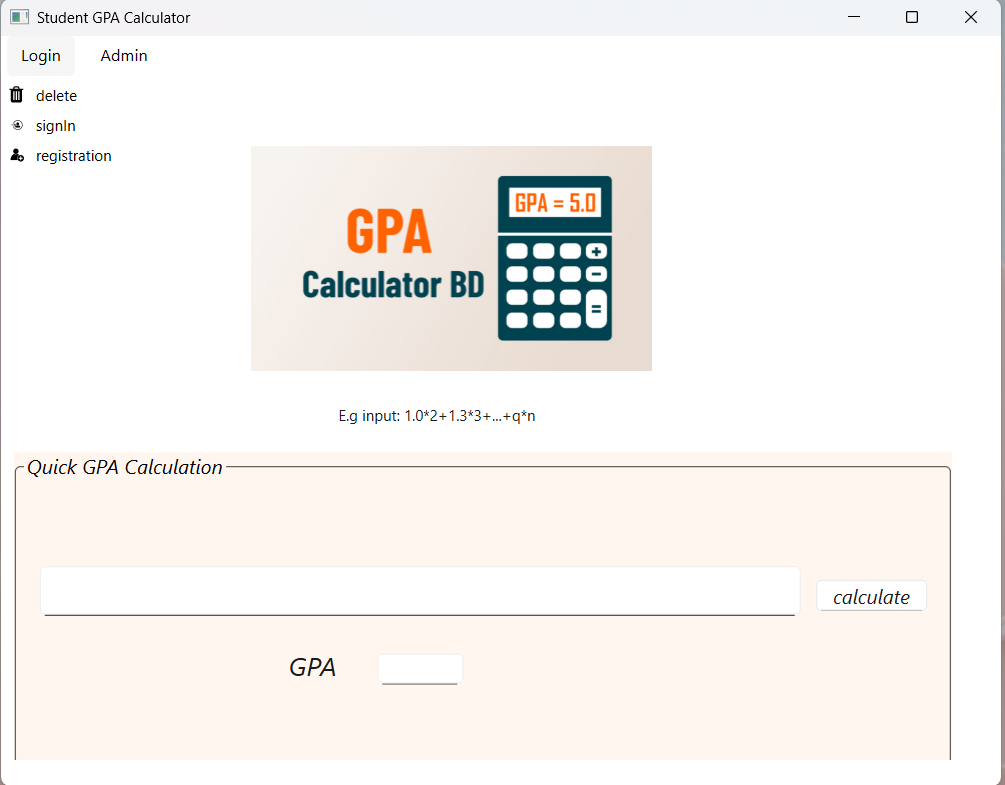 Student GPA Calculator
Login Admin
delete
signIn
registration
GPA = 5.0
GPA
Calculator BD
+
−
=
E.g input: 1.0*2+1.3*3+...+q*n
Quick GPA Calculation
calculate
GPA